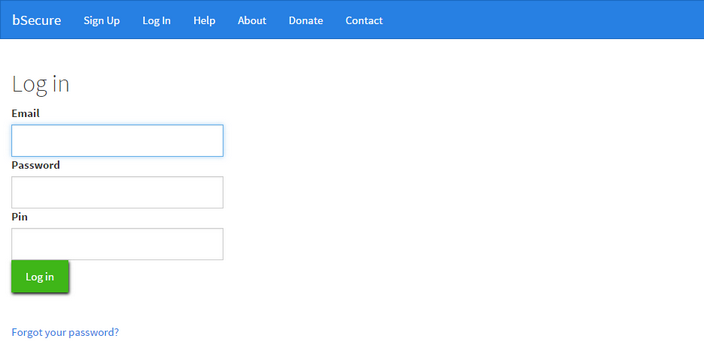 bSecure Sign Up Log In Help About Donate Contact
Log in
Email
Password
Pin
Log in
Forgot your password?